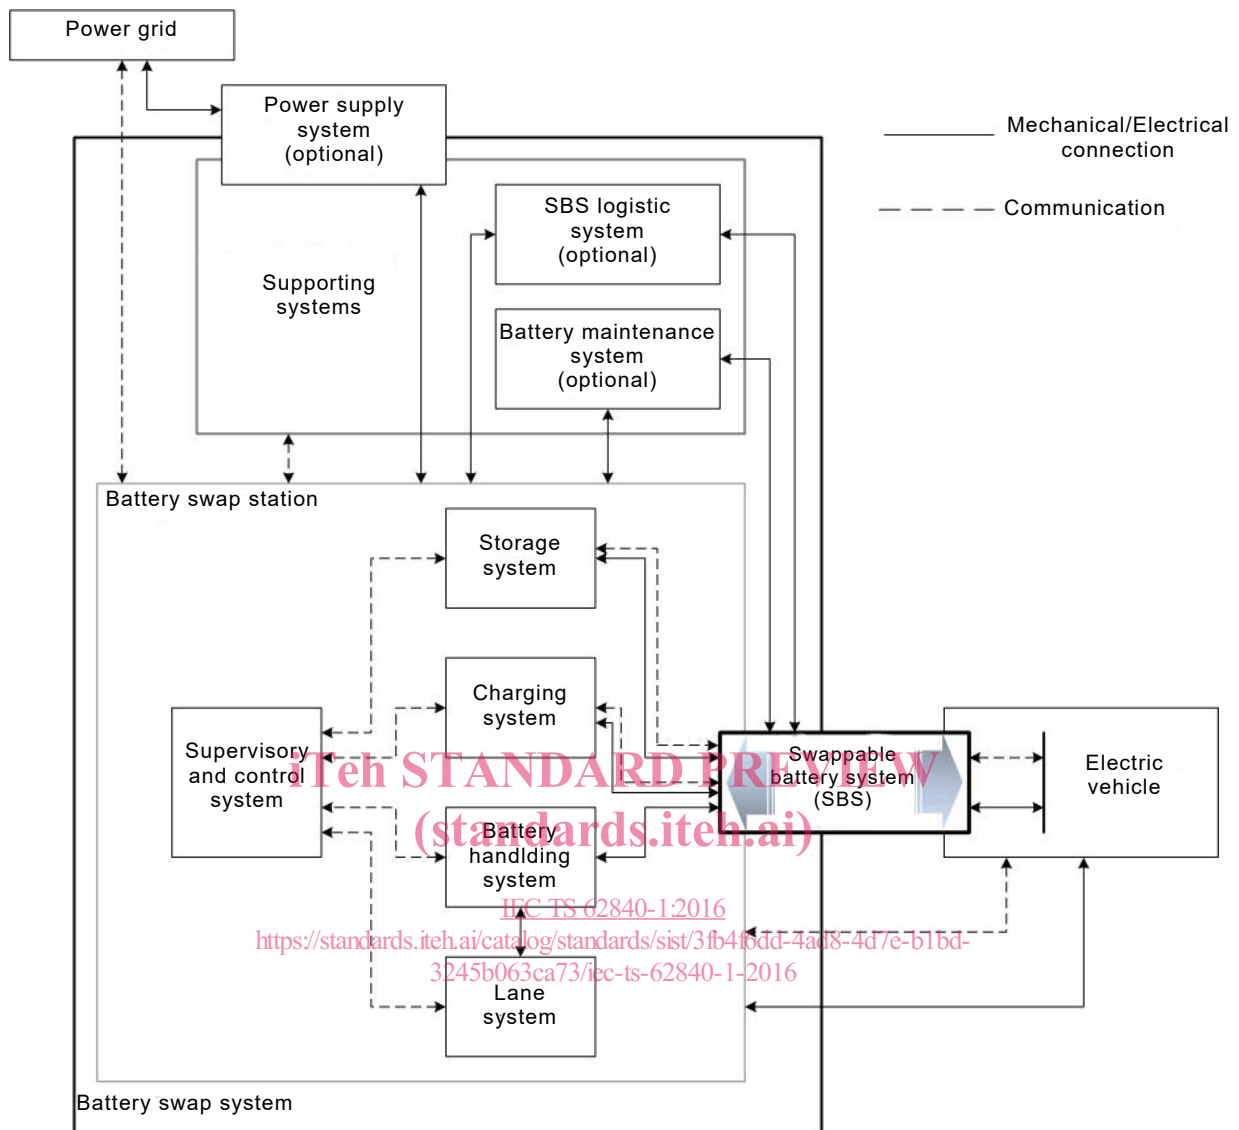 Power grid
Power supply
system
(optional)
Mechanical/Electrical
connection
Communication
SBS logistic
system
(optional)
Supporting
systems
Battery maintenance
system
(optional)
Battery swap station
Storage
system
Charging
system
Supervisory
and control
system
Swappable
battery system
(SBS)
Electric
vehicle
iTeh STANDARD PREVIEW
(standards.iteh.ai)
Battery
handlding
system
IEC TS 62840-1:2016
https://standards.iteh.ai/catalog/standards/sist/3fb4f6dd-4ad8-4d7e-b1bd-
3245b063ca73/iec-ts-62840-1-2016
Lane
system
Battery swap system